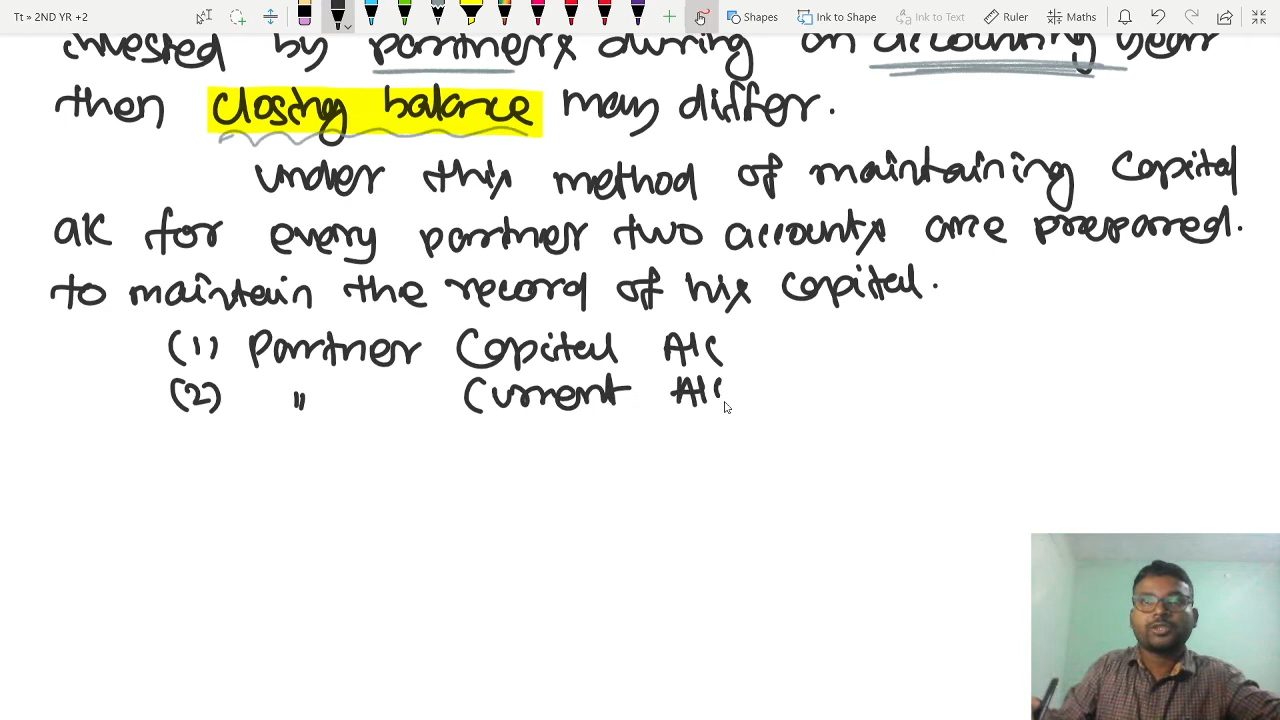 Tt » 2ND YR +2
Shapes
Ink to Shape
Ink to Text
Ruler
Maths
invested by partners during an accounting year
then closing balance may differ.
under this method of maintaining capital
a/c for every partner two accounts are prepared.
to maintain the record of his capital.
(1) Partner Capital A/C
(2) " Current A/C